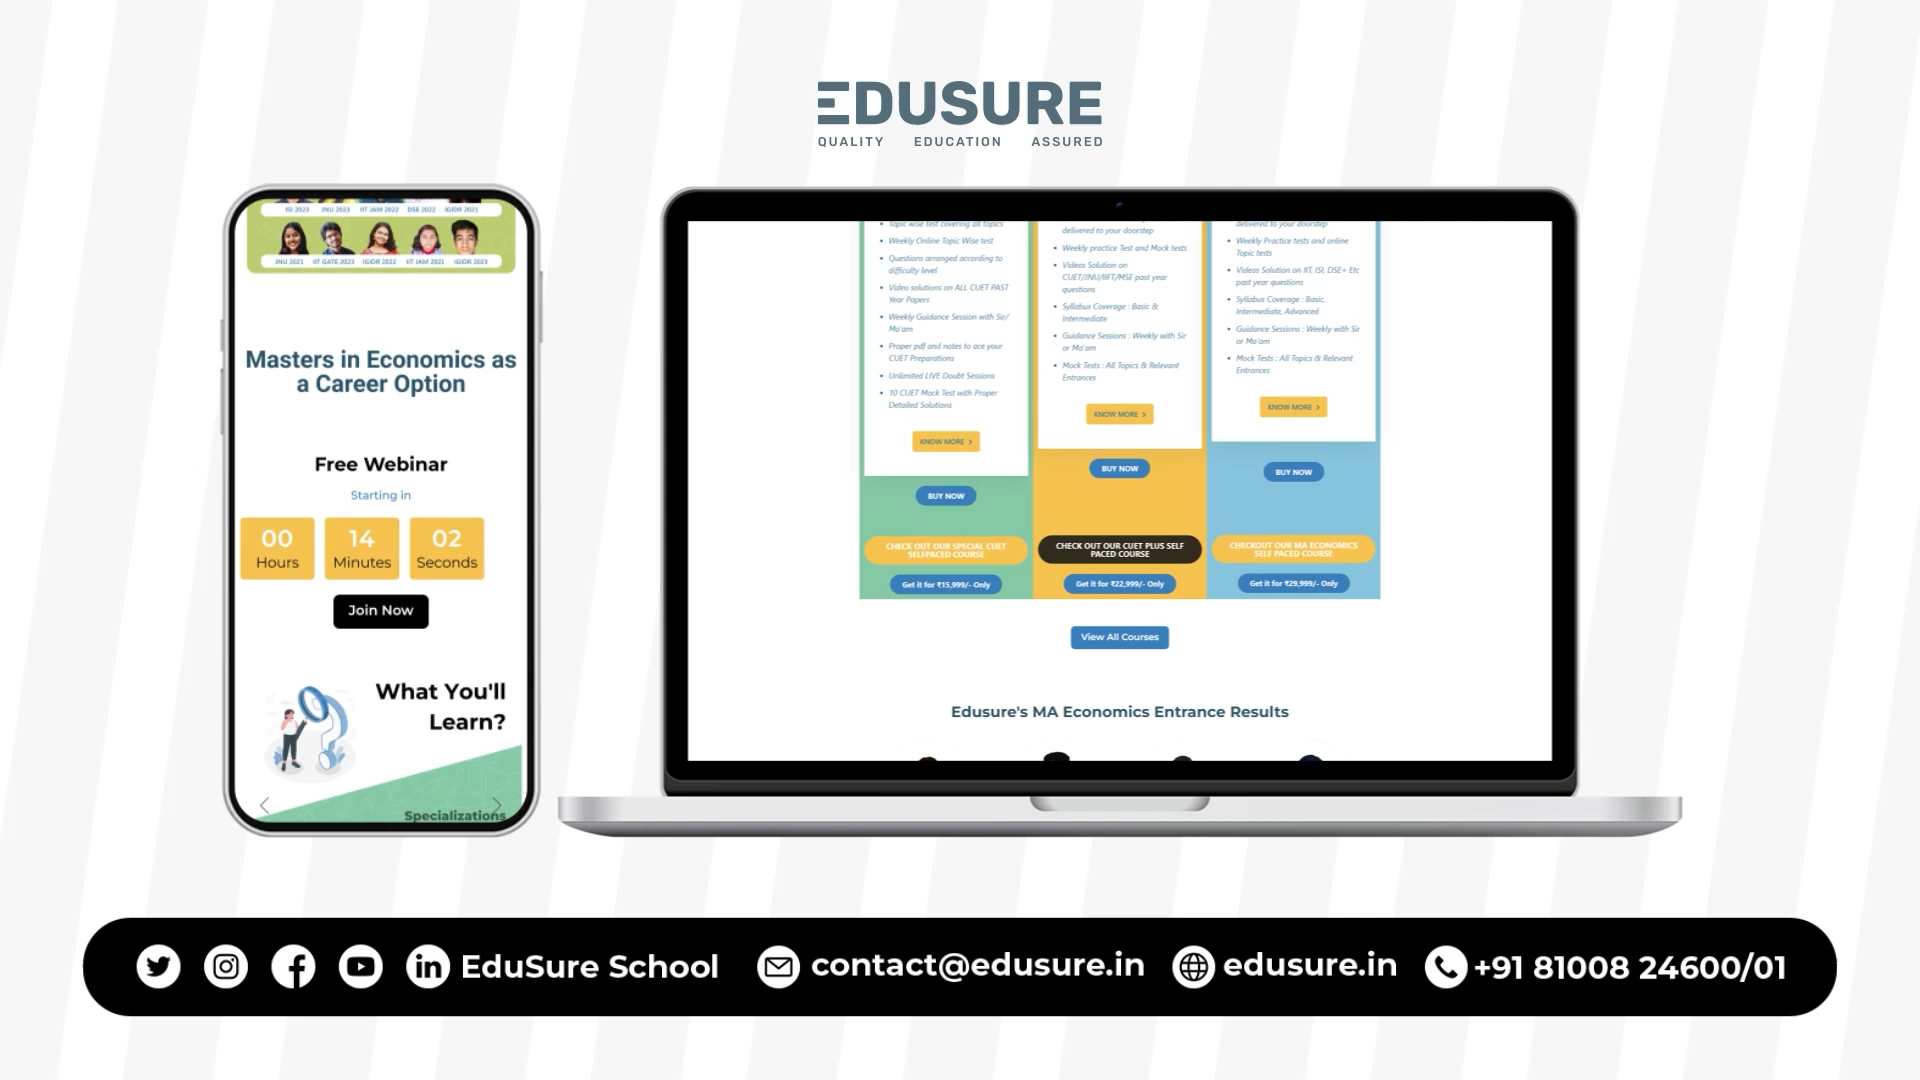 EDUSURE
QUALITY EDUCATION ASSURED
ISI 2023 JNU 2023 IIT JAM 2022 DSE 2022 IGIDR 2021
JNU 2021 IIT GATE 2023 IGIDR 2022 IIT JAM 2021 IGIDR 2023
Masters in Economics as
a Career Option
Free Webinar
Starting in
00 14 02
Hours Minutes Seconds
Join Now
What You'll
Learn?
Specializations
Topic wise test covering all topics
Weekly Online Topic Wise test
Questions arranged according to
difficulty level
Video solutions on ALL CUET PAST
Year Papers
Weekly Guidance Session with Sir/
Ma'am
Proper pdf and notes to ace your
CUET Preparations
Unlimited LIVE Doubt Sessions
10 CUET Mock Test with Proper
Detailed Solutions
KNOW MORE >
BUY NOW
CHECK OUT OUR SPECIAL CUET
SELFPACED COURSE
Get it for ₹15,999/- Only
delivered to your doorstep
Weekly practice Test and Mock tests
Videos Solution on
CUET/JNU/IIFT/MSE past year
questions
Syllabus Coverage : Basic &
Intermediate
Guidance Sessions : Weekly with Sir
or Ma'am
Mock Tests : All Topics & Relevant
Entrances
KNOW MORE >
BUY NOW
CHECK OUT OUR CUET PLUS SELF
PACED COURSE
Get it for ₹22,999/- Only
delivered to your doorstep
Weekly Practice tests and online
Topic tests
Videos Solution on IIT, ISI, DSE+ Etc
past year questions
Syllabus Coverage : Basic,
Intermediate, Advanced
Guidance Sessions : Weekly with Sir
or Ma'am
Mock Tests : All Topics & Relevant
Entrances
KNOW MORE >
BUY NOW
CHECKOUT OUR MA ECONOMICS
SELF PACED COURSE
Get it for ₹29,999/- Only
View All Courses
Edusure's MA Economics Entrance Results
EduSure School contact@edusure.in edusure.in +91 81008 24600/01